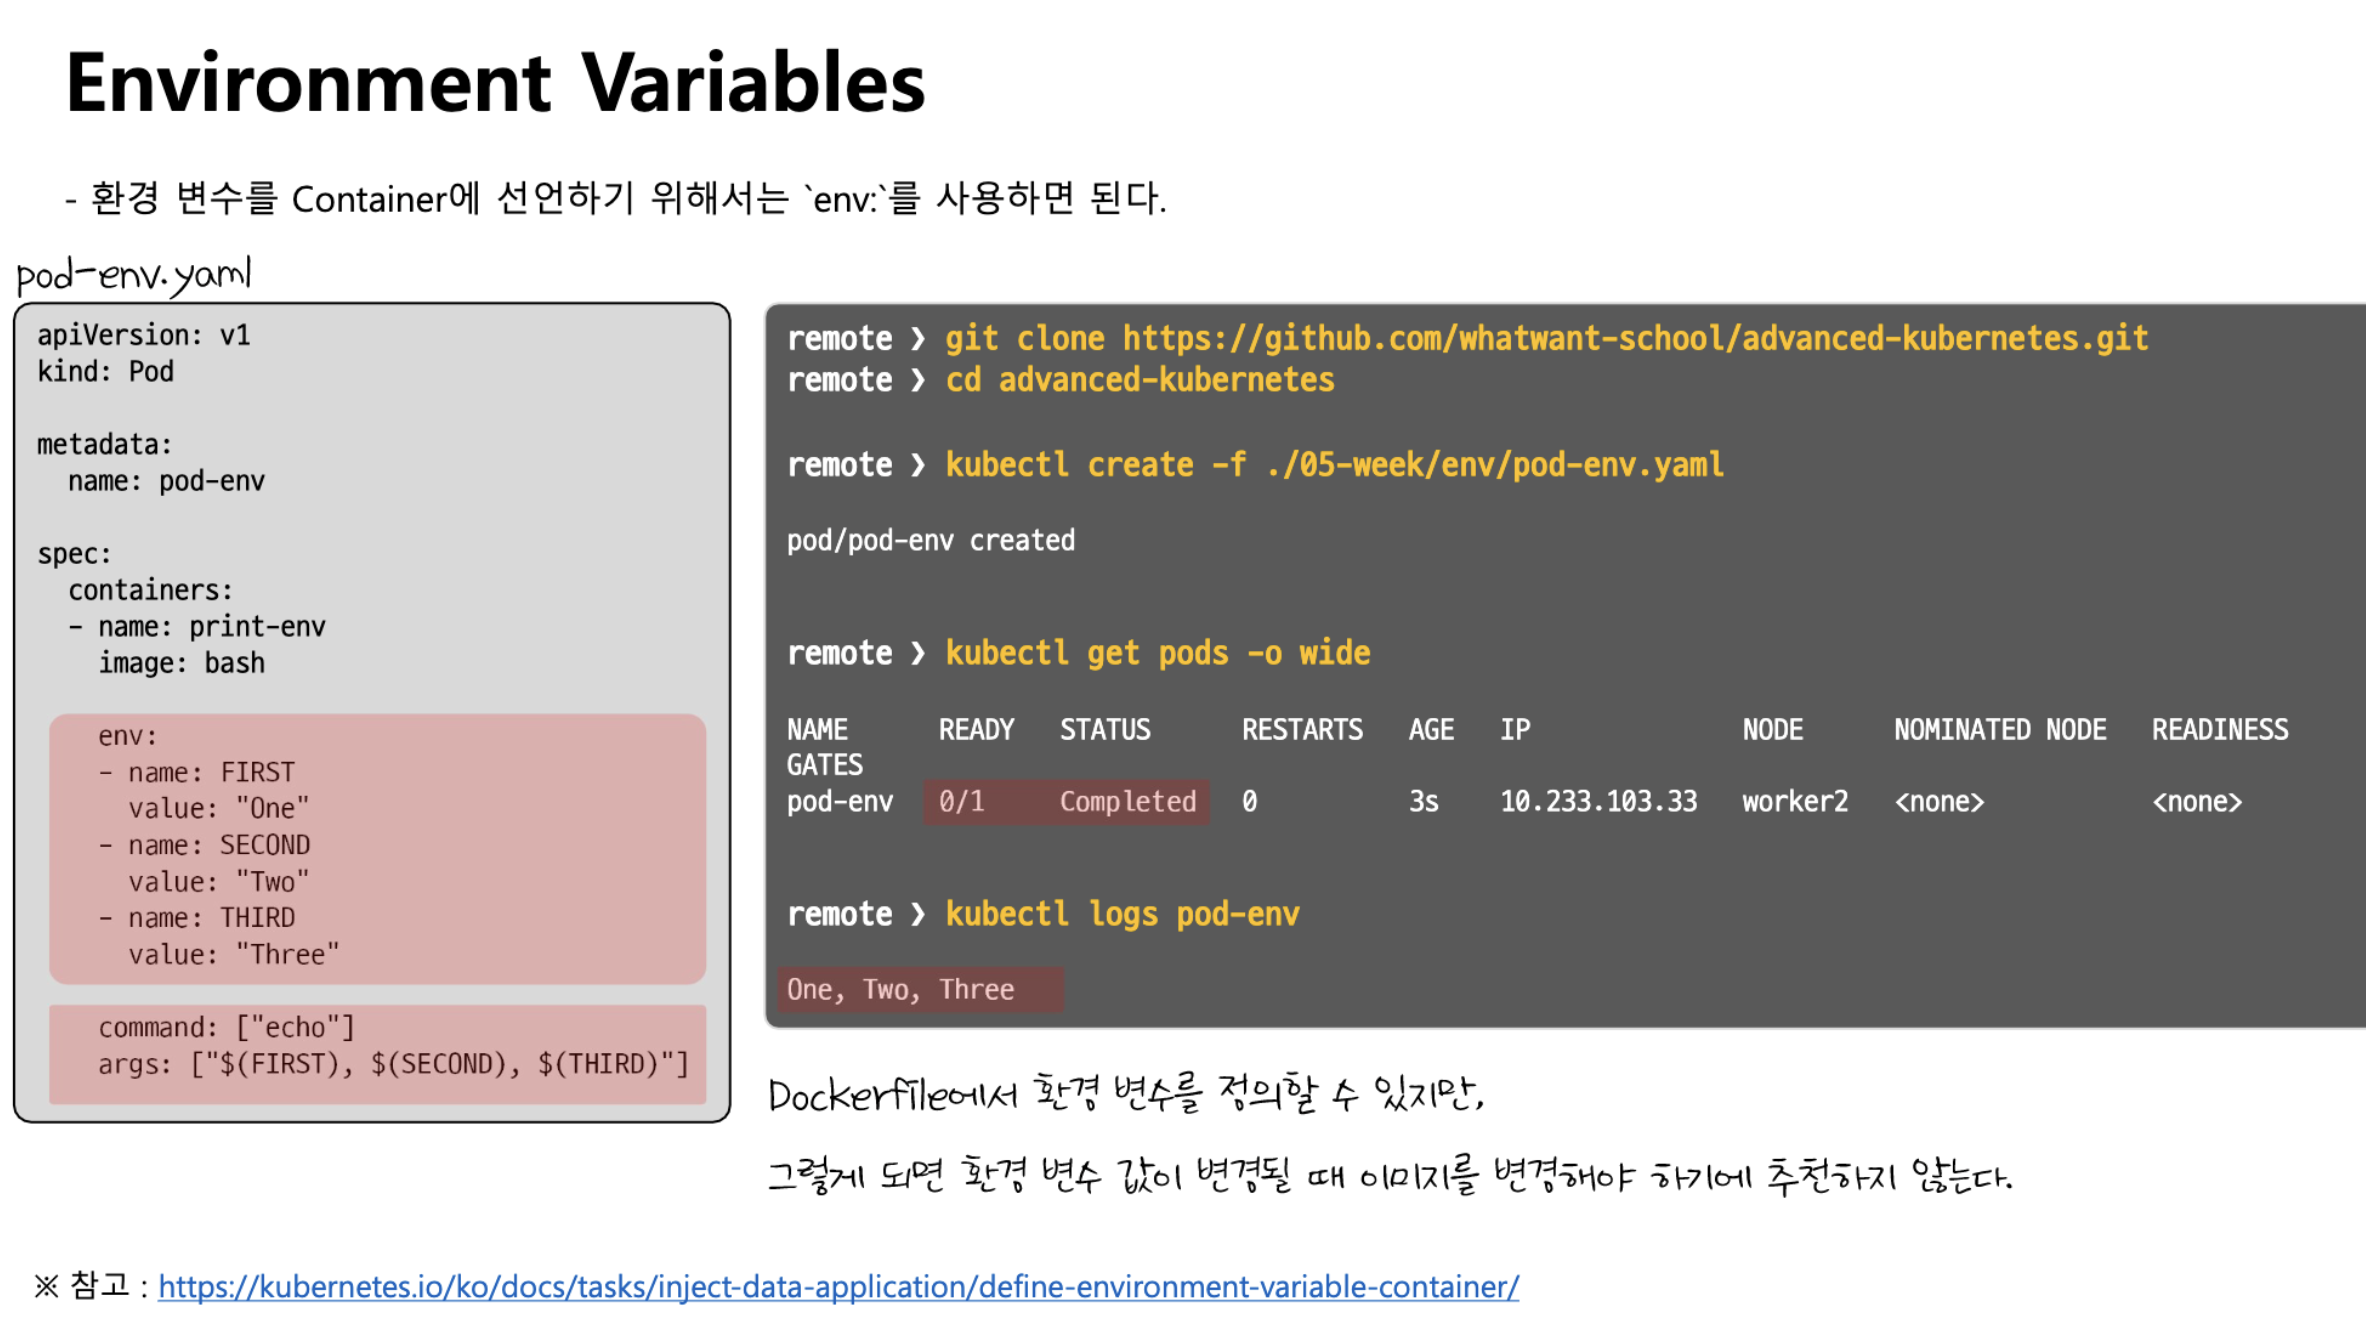 Environment Variables
- 환경 변수를 Container에 선언하기 위해서는 `env:`를 사용하면 된다.
pod-env.yaml
apiVersion: v1
kind: Pod
metadata:
  name: pod-env
spec:
  containers:
  - name: print-env
    image: bash
    env:
    - name: FIRST
      value: "One"
    - name: SECOND
      value: "Two"
    - name: THIRD
      value: "Three"
    command: ["echo"]
    args: ["$(FIRST), $(SECOND), $(THIRD)"]
remote ❯ git clone https://github.com/whatwant-school/advanced-kubernetes.git
remote ❯ cd advanced-kubernetes
remote ❯ kubectl create -f ./05-week/env/pod-env.yaml
pod/pod-env created
remote ❯ kubectl get pods -o wide
NAME      READY   STATUS      RESTARTS   AGE   IP              NODE      NOMINATED NODE   READINESS
GATES
pod-env   0/1     Completed   0          3s    10.233.103.33   worker2   <none>           <none>
remote ❯ kubectl logs pod-env
One, Two, Three
Dockerfile에서 환경 변수를 정의할 수 있지만,
그렇게 되면 환경 변수 값이 변경될 때 이미지를 변경해야 하기에 추천하지 않는다.
※ 참고 : https://kubernetes.io/ko/docs/tasks/inject-data-application/define-environment-variable-container/